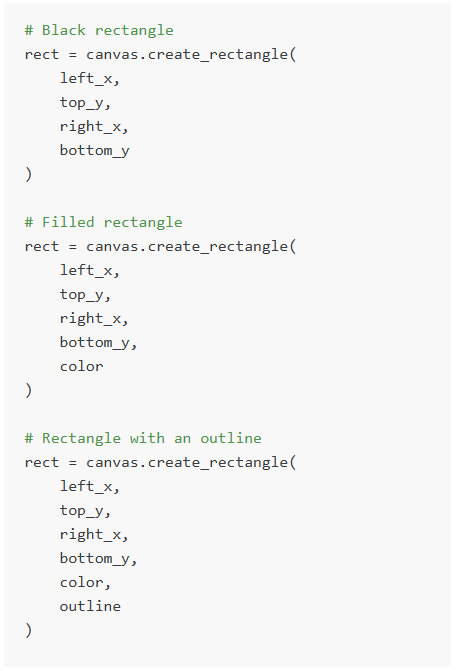 # Black rectangle
rect = canvas.create_rectangle(
    left_x,
    top_y,
    right_x,
    bottom_y
)

# Filled rectangle
rect = canvas.create_rectangle(
    left_x,
    top_y,
    right_x,
    bottom_y,
    color
)

# Rectangle with an outline
rect = canvas.create_rectangle(
    left_x,
    top_y,
    right_x,
    bottom_y,
    color,
    outline
)